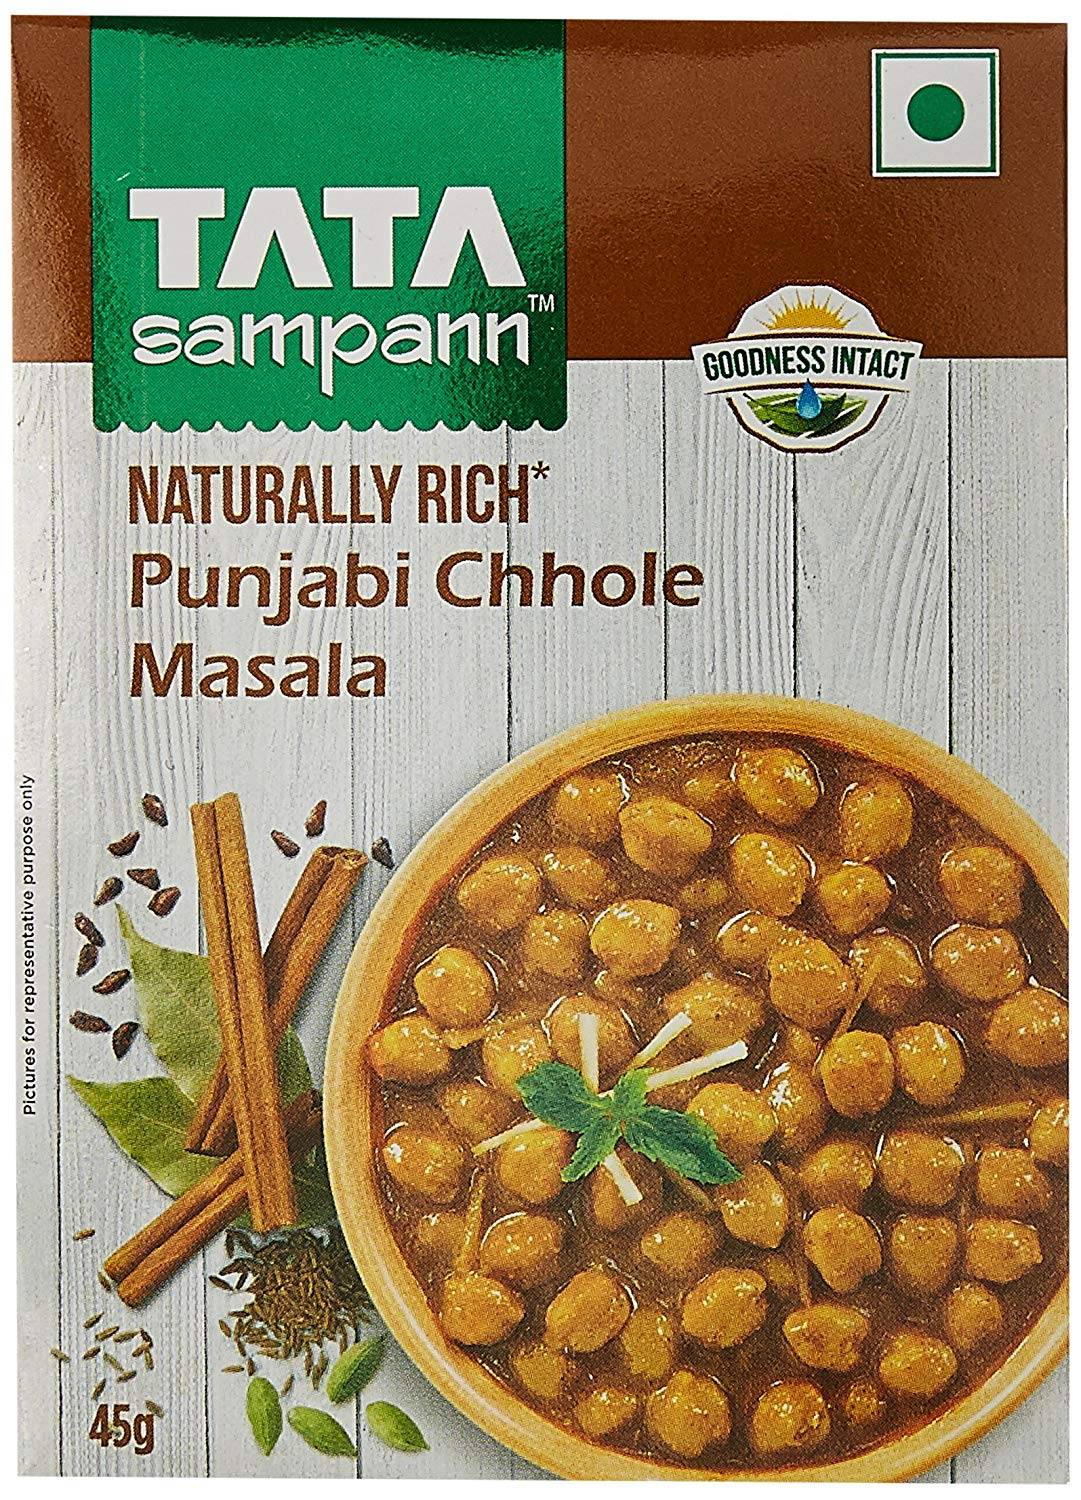 TATA
sampann™
GOODNESS INTACT
NATURALLY RICH*
Punjabi Chhole
Masala
Pictures for representative purpose only
45g